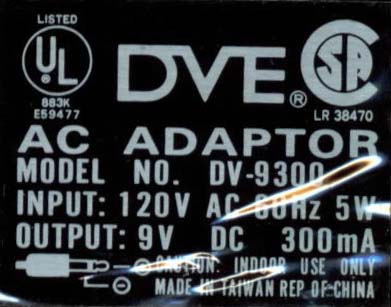 LISTED
UL
883K
E59477
DVE®
SA
LR 38470
AC ADAPTOR
MODEL NO. DV-9300
INPUT: 120V AC 60Hz 5W
OUTPUT: 9V DC 300mA
CAUTION: INDOOR USE ONLY
MADE IN TAIWAN REP OF CHINA